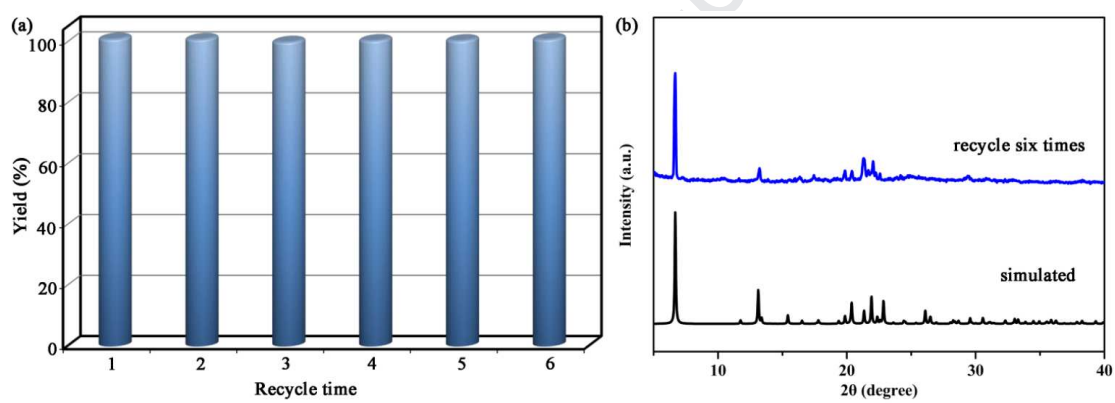 (a)
100
80
60
40
20
0
Yield (%)
1 2 3 4 5 6
Recycle time
(b)
recycle six times
simulated
Intensity (a.u.)
10 20 30 40
2θ (degree)